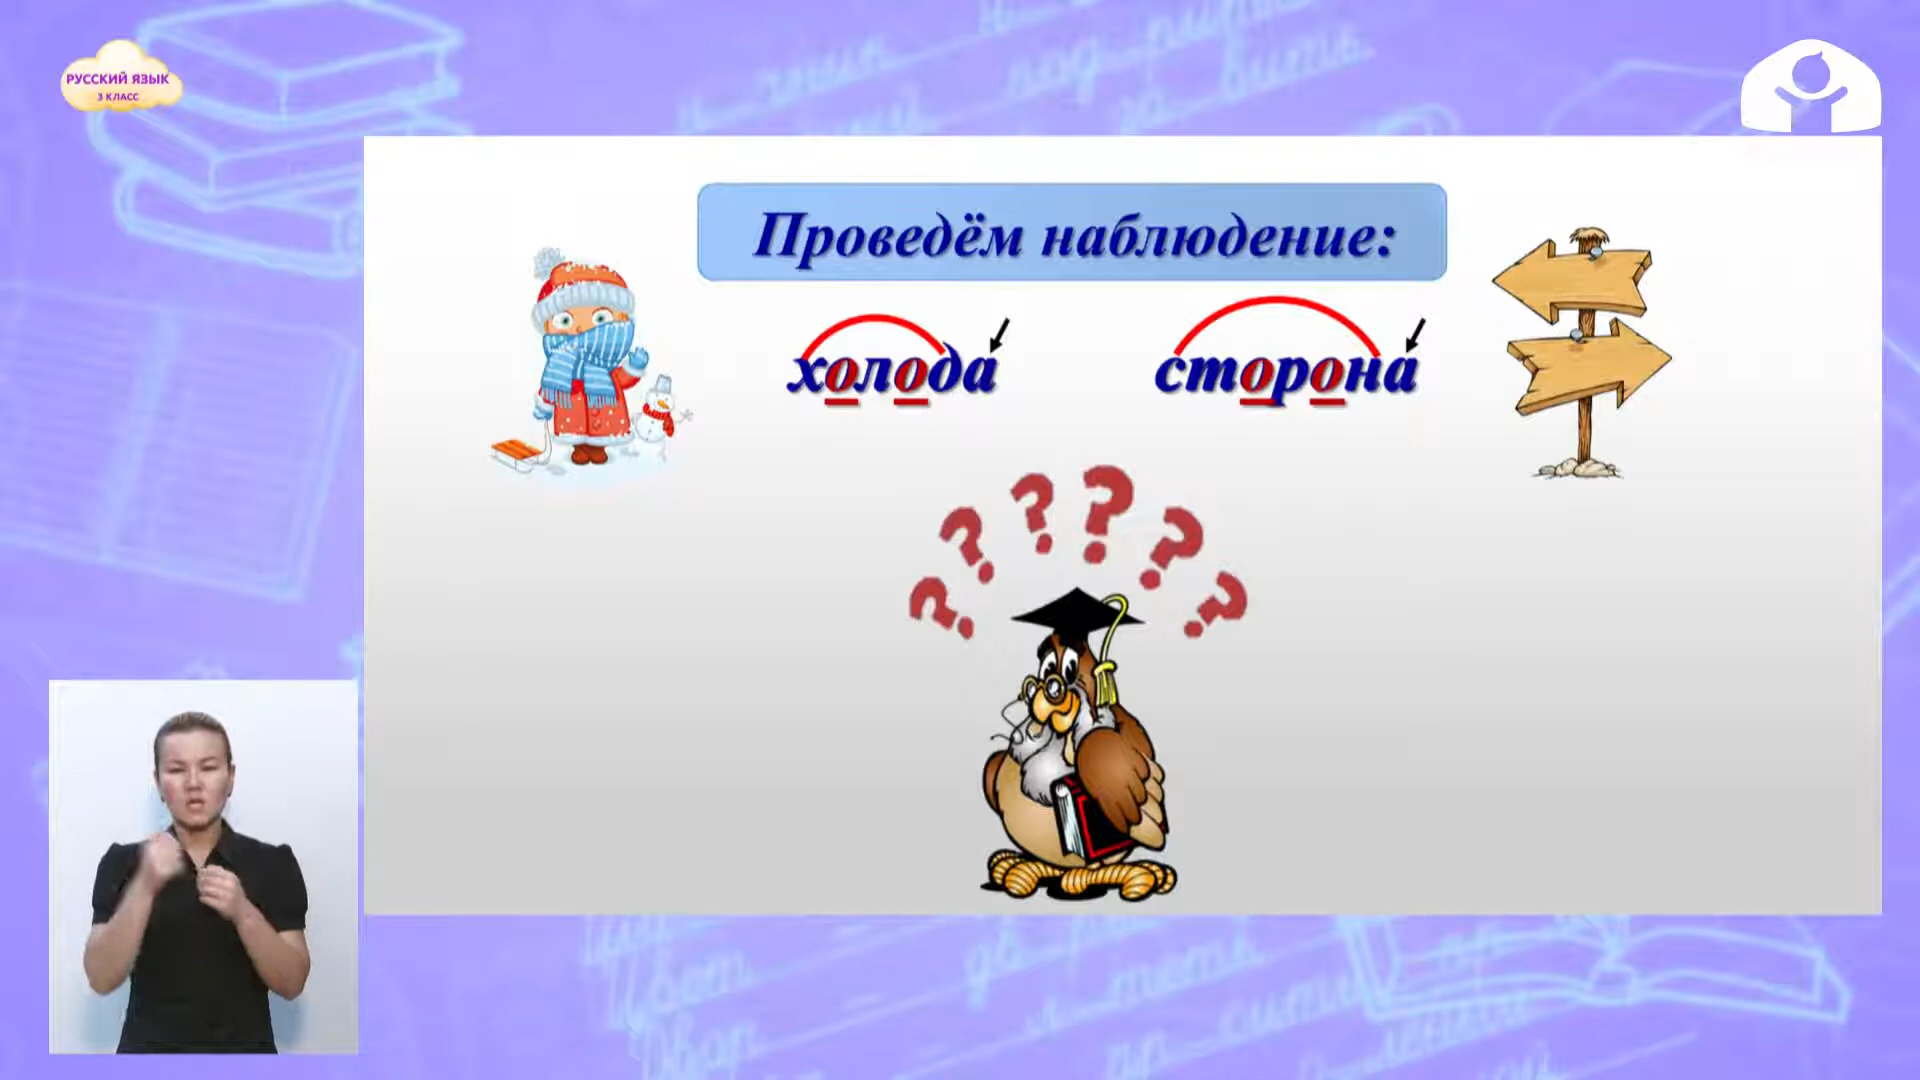 РУССКИЙ ЯЗЫК
3 КЛАСС
Проведём наблюдение:
холода сторона